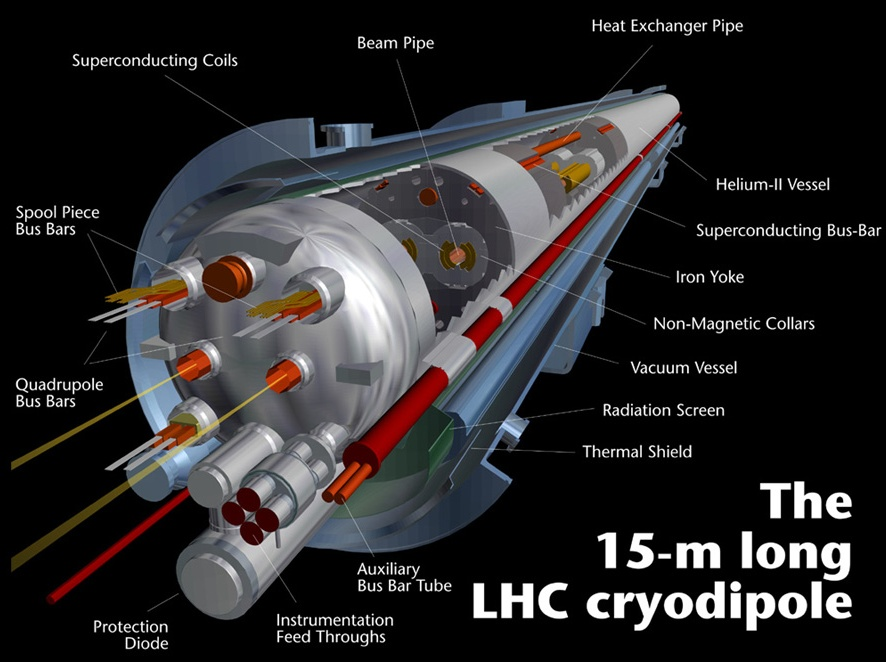 Heat Exchanger Pipe
Beam Pipe
Superconducting Coils
Helium-II Vessel
Spool Piece
Bus Bars
Superconducting Bus-Bar
Iron Yoke
Non-Magnetic Collars
Vacuum Vessel
Quadrupole
Bus Bars
Radiation Screen
Thermal Shield
The
15-m long
LHC cryodipole
Auxiliary
Bus Bar Tube
Instrumentation
Feed Throughs
Protection
Diode